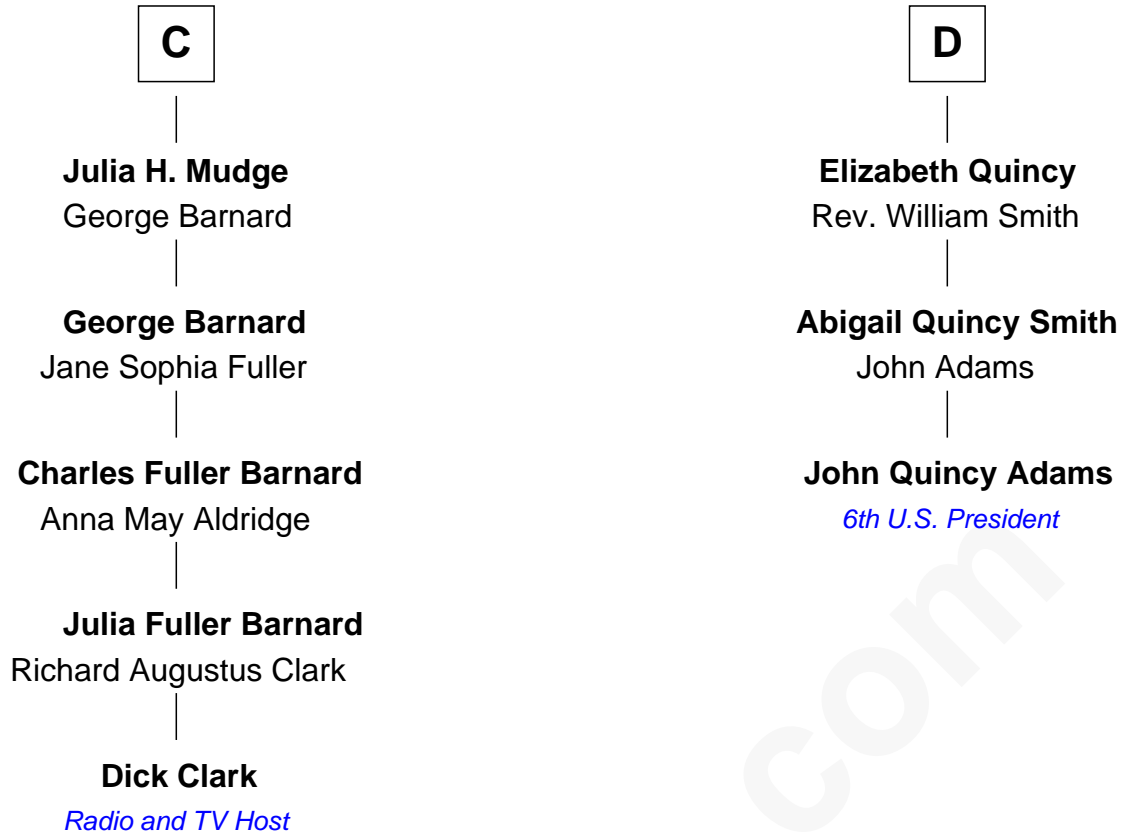 C
Julia H. Mudge
George Barnard
George Barnard
Jane Sophia Fuller
Charles Fuller Barnard
Anna May Aldridge
Julia Fuller Barnard
Richard Augustus Clark
Dick Clark
Radio and TV Host
D
Elizabeth Quincy
Rev. William Smith
Abigail Quincy Smith
John Adams
John Quincy Adams
6th U.S. President
com